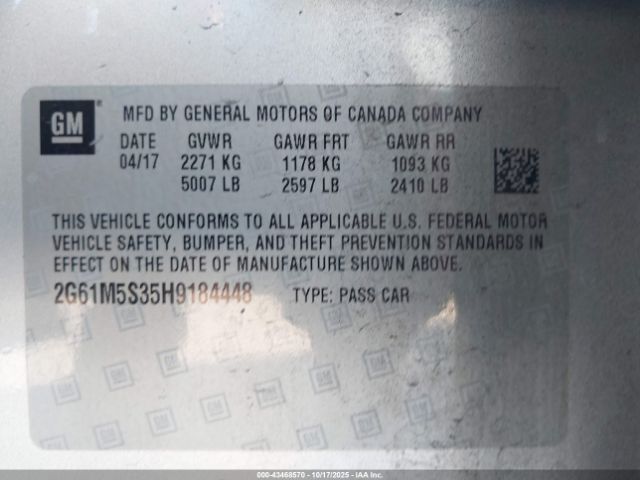 GM ® MFD BY GENERAL MOTORS OF CANADA COMPANY
DATE GVWR GAWR FRT GAWR RR
04/17 2271 KG 1178 KG 1093 KG
5007 LB 2597 LB 2410 LB
THIS VEHICLE CONFORMS TO ALL APPLICABLE U.S. FEDERAL MOTOR
VEHICLE SAFETY, BUMPER, AND THEFT PREVENTION STANDARDS IN
EFFECT ON THE DATE OF MANUFACTURE SHOWN ABOVE.
2G61M5S35H9184448 TYPE: PASS CAR
000-43468570 - 10/17/2025 - IAA Inc.